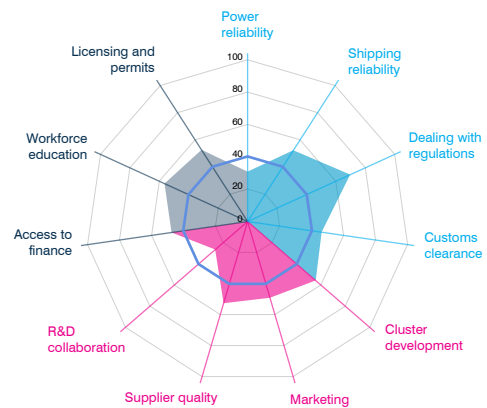 Power
reliability
Shipping
reliability
Dealing with
regulations
Customs
clearance
Cluster
development
Marketing
Supplier quality
R&D
collaboration
Access to
finance
Workforce
education
Licensing and
permits
100
80
60
40
20
0